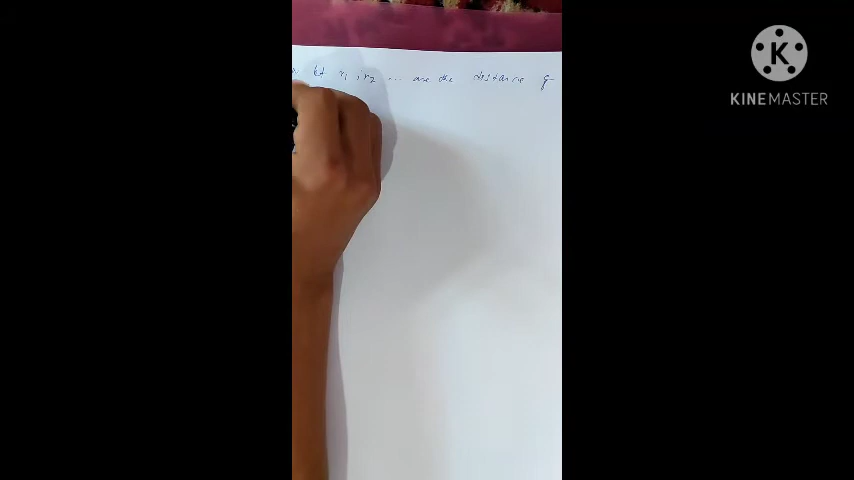 let r1, r2 ... are the distance of
KINEMASTER